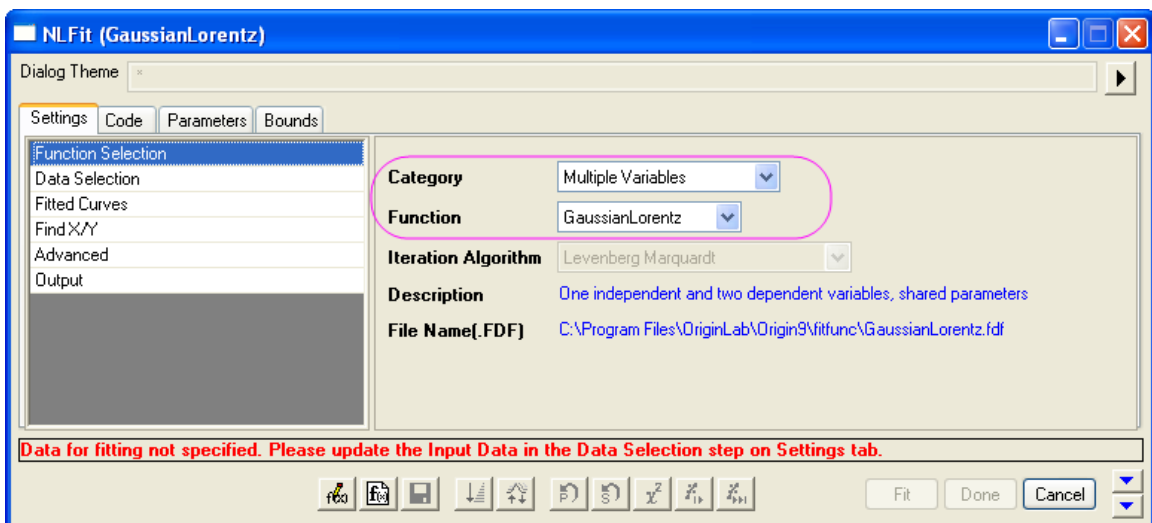 NLFit (GaussianLorentz)
Dialog Theme *
Settings Code Parameters Bounds
Function Selection
Data Selection
Fitted Curves
Find X/Y
Advanced
Output
Category Multiple Variables
Function GaussianLorentz
Iteration Algorithm Levenberg Marquardt
Description One independent and two dependent variables, shared parameters
File Name(.FDF) C:\Program Files\OriginLab\Origin9\fitfunc\GaussianLorentz.fdf
Data for fitting not specified. Please update the Input Data in the Data Selection step on Settings tab.
Fit Done Cancel